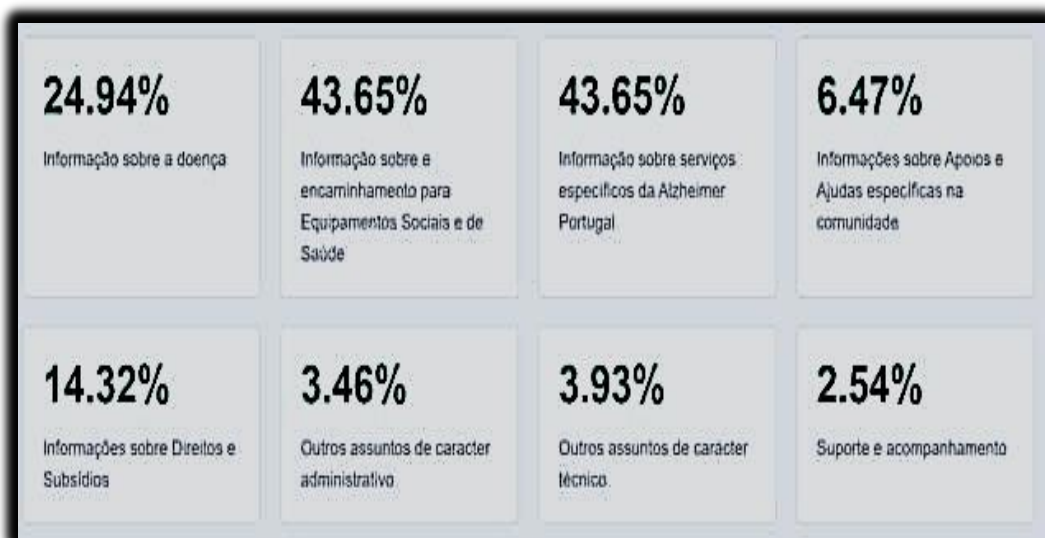 24.94%
Informação sobre a doença
43.65%
Informação sobre e
encaminhamento para
Equipamentos Sociais e de
Saúde
43.65%
Informação sobre serviços
específicos da Alzheimer
Portugal
6.47%
Informações sobre Apoios e
Ajudas específicas na
comunidade
14.32%
Informações sobre Direitos e
Subsídios
3.46%
Outros assuntos de caracter
administrativo
3.93%
Outros assuntos de carácter
técnico
2.54%
Suporte e acompanhamento